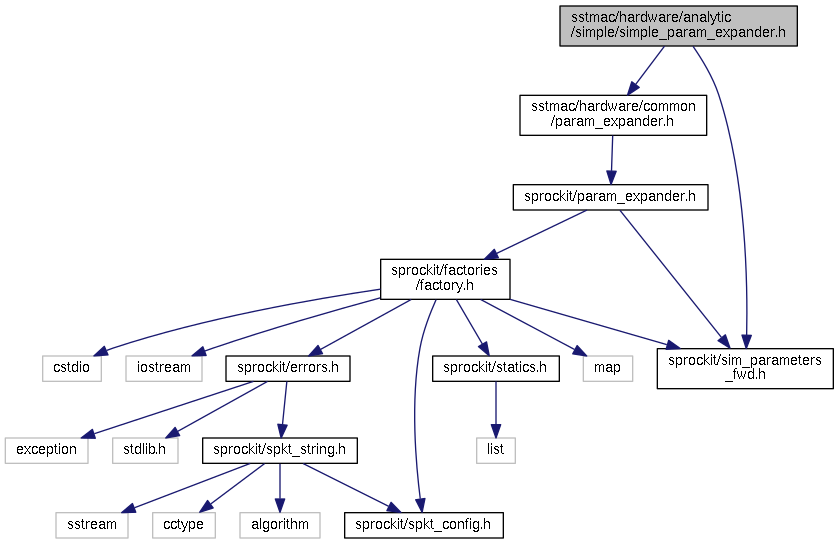 sstmac/hardware/analytic
/simple/simple_param_expander.h
sstmac/hardware/common
/param_expander.h
sprockit/param_expander.h
sprockit/factories
/factory.h
cstdio
iostream
sprockit/errors.h
sprockit/statics.h
map
sprockit/sim_parameters
_fwd.h
exception
stdlib.h
sprockit/spkt_string.h
list
sstream
cctype
algorithm
sprockit/spkt_config.h